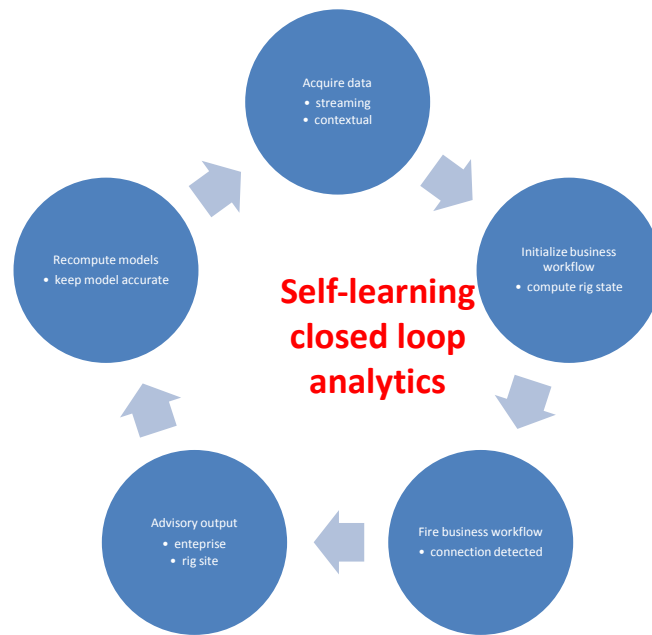 Acquire data
• streaming
• contextual
Initialize business
workflow
• compute rig state
Fire business workflow
• connection detected
Advisory output
• enteprise
• rig site
Recompute models
• keep model accurate
Self-learning
closed loop
analytics